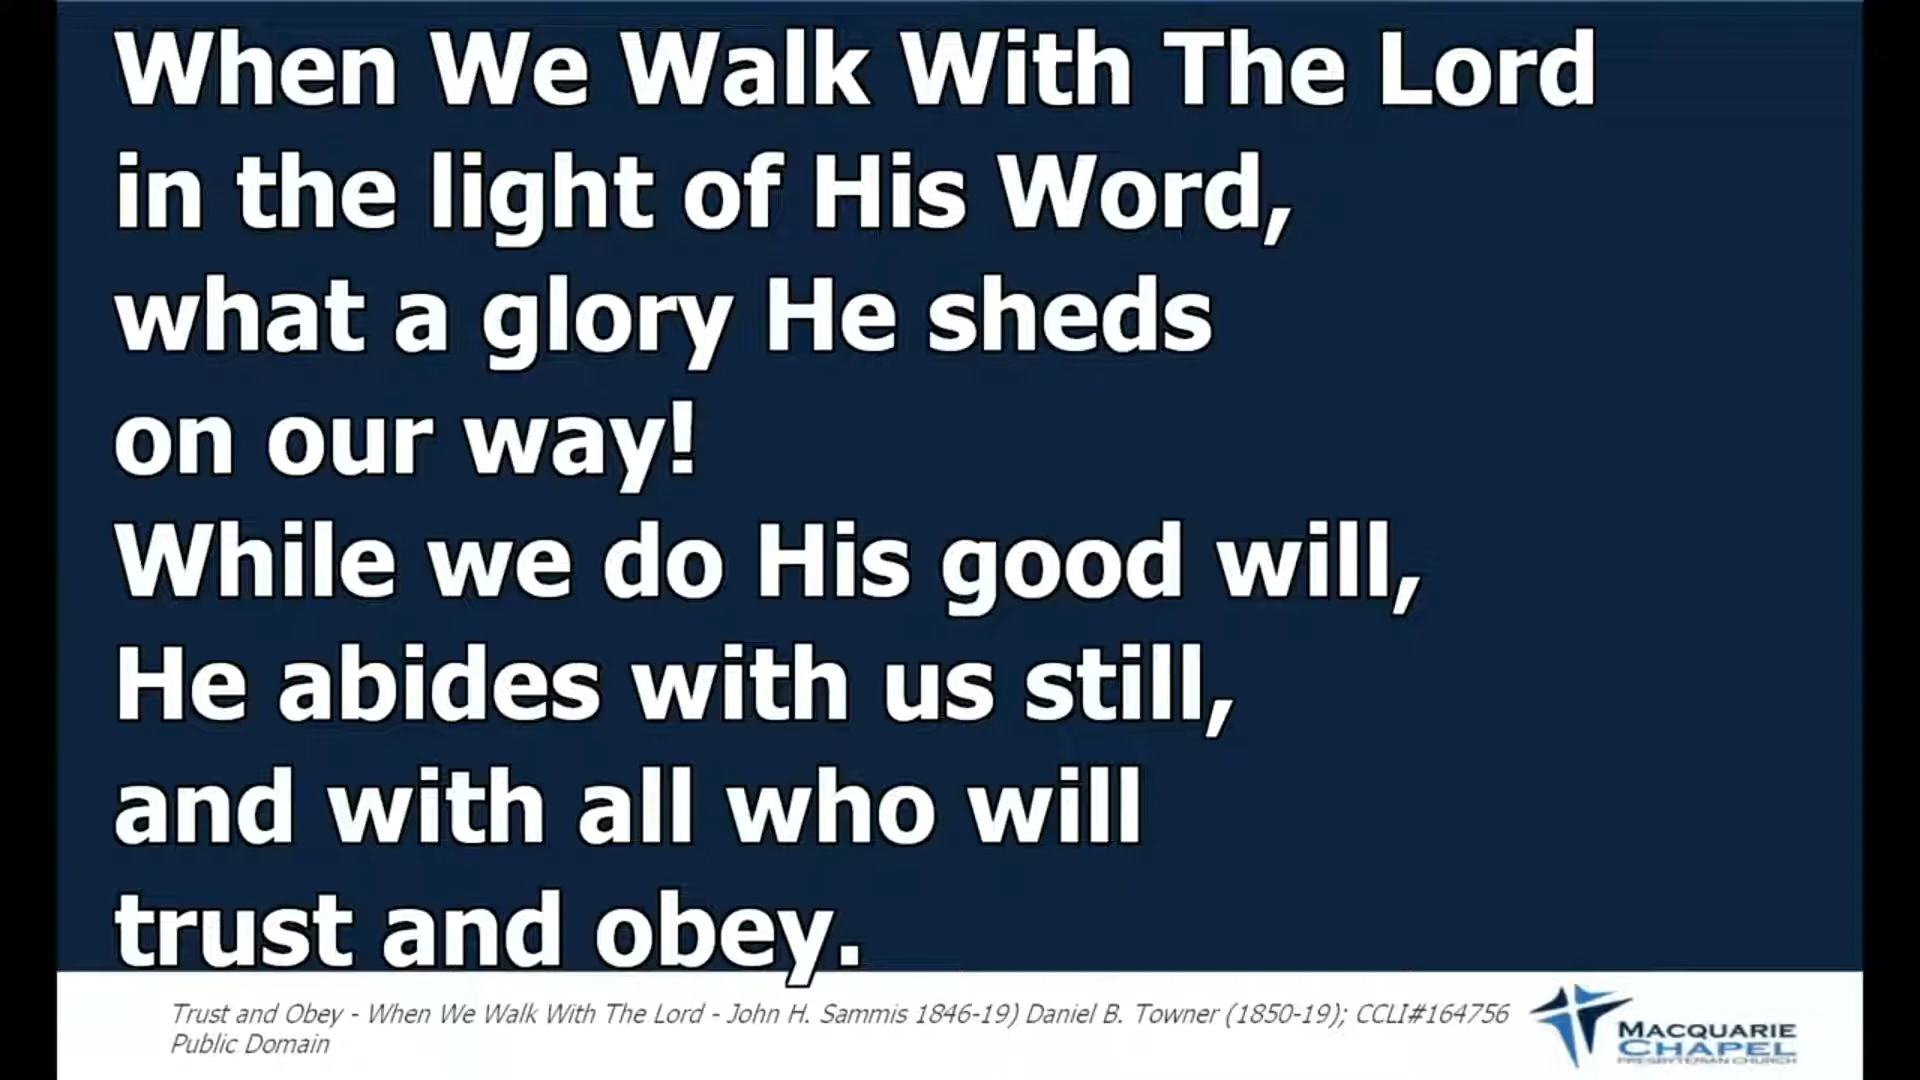 When We Walk With The Lord
in the light of His Word,
what a glory He sheds
on our way!
While we do His good will,
He abides with us still,
and with all who will
trust and obey.
Trust and Obey - When We Walk With The Lord - John H. Sammis 1846-19) Daniel B. Towner (1850-19); CCLI#164756
Public Domain
MACQUARIE
CHAPEL
PRESBYTERIAN CHURCH